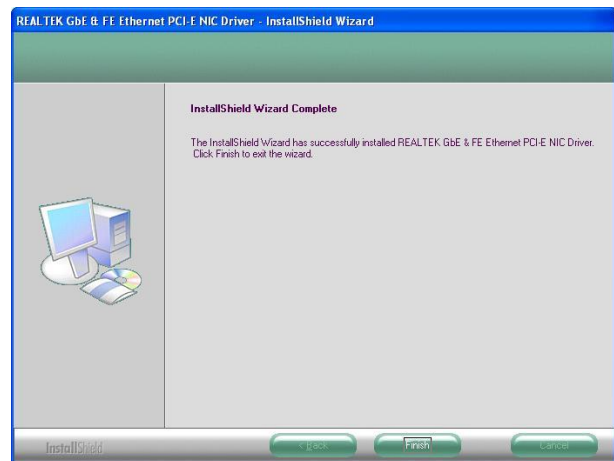 REALTEK GbE & FE Ethernet PCI-E NIC Driver - InstallShield Wizard
InstallShield Wizard Complete
The InstallShield Wizard has successfully installed REALTEK GbE & FE Ethernet PCI-E NIC Driver.
Click Finish to exit the wizard.
InstallShield
< Back
Finish
Cancel